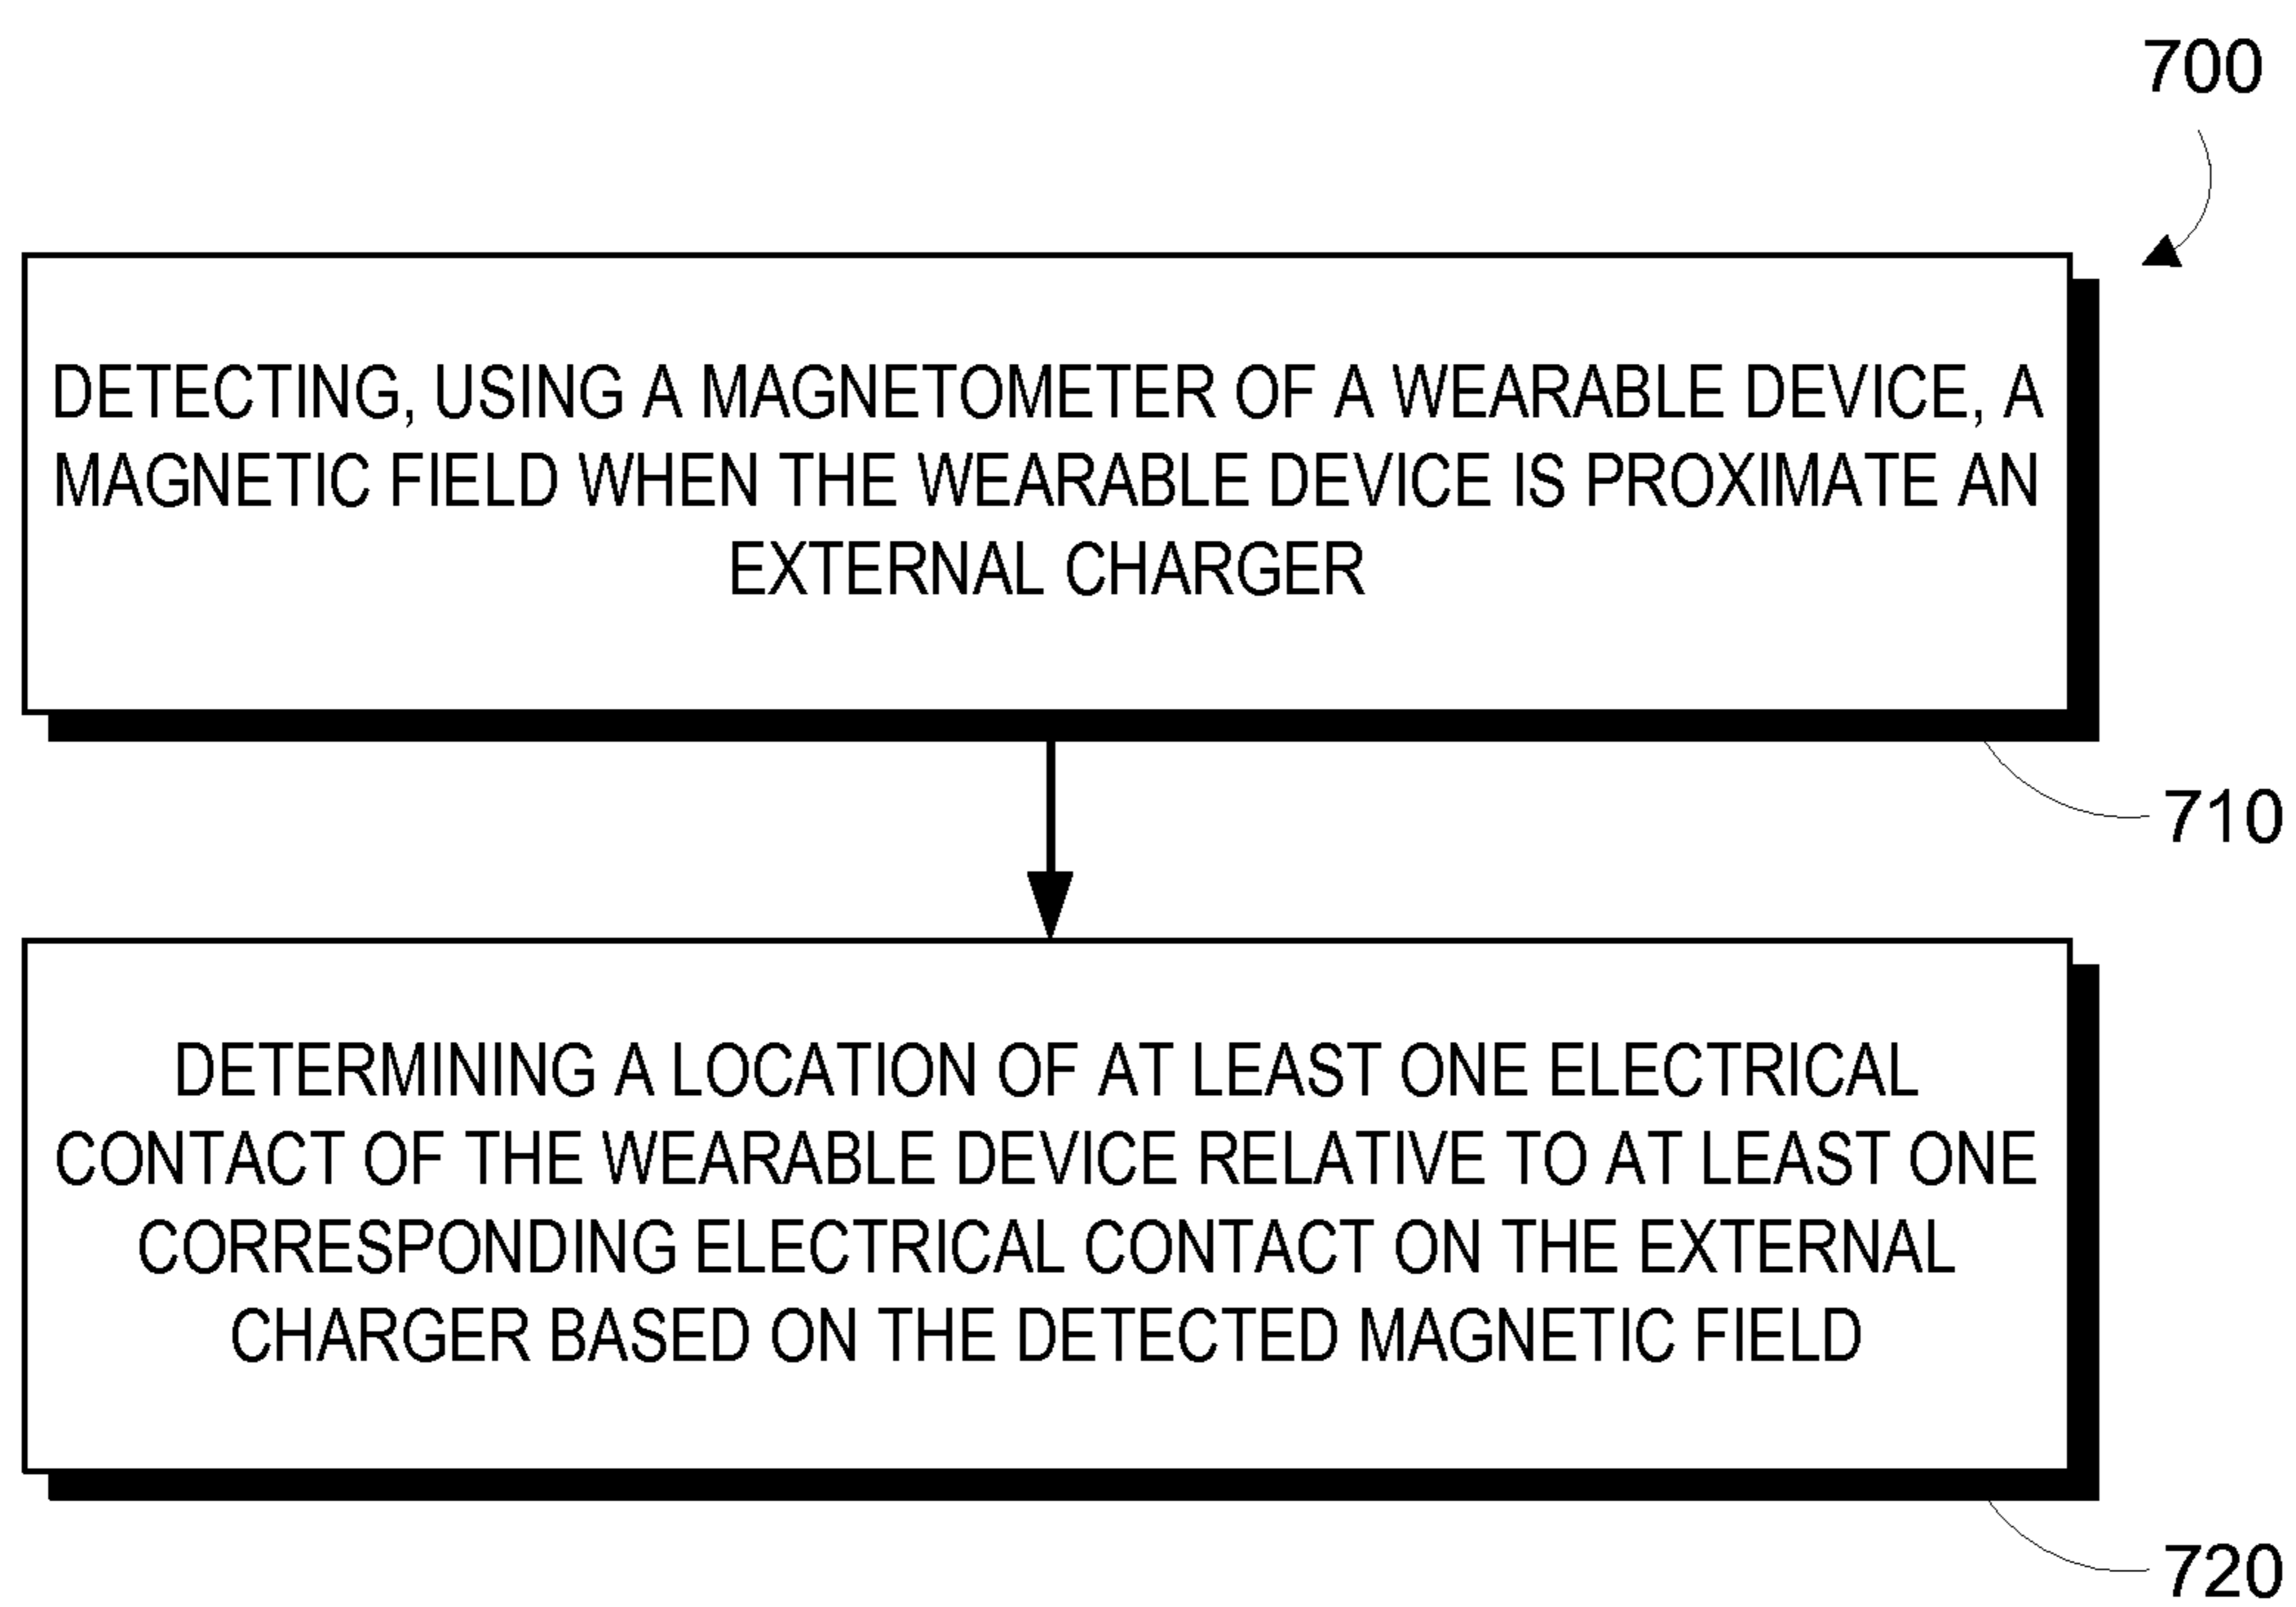 700
DETECTING, USING A MAGNETOMETER OF A WEARABLE DEVICE, A
MAGNETIC FIELD WHEN THE WEARABLE DEVICE IS PROXIMATE AN
EXTERNAL CHARGER
710
DETERMINING A LOCATION OF AT LEAST ONE ELECTRICAL
CONTACT OF THE WEARABLE DEVICE RELATIVE TO AT LEAST ONE
CORRESPONDING ELECTRICAL CONTACT ON THE EXTERNAL
CHARGER BASED ON THE DETECTED MAGNETIC FIELD
720